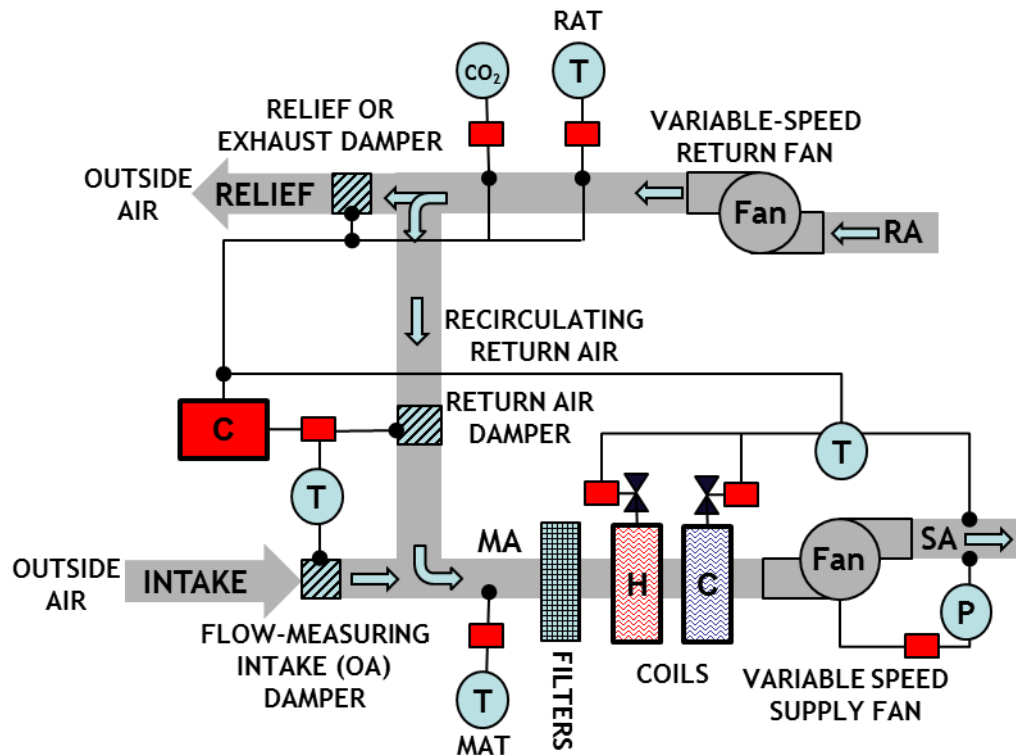 RAT
CO₂
T
RELIEF OR
EXHAUST DAMPER
VARIABLE-SPEED
RETURN FAN
OUTSIDE
AIR
RELIEF
Fan
RA
RECIRCULATING
RETURN AIR
C
RETURN AIR
DAMPER
T
T
MA
SA
OUTSIDE
AIR
INTAKE
H
C
Fan
P
FLOW-MEASURING
INTAKE (OA)
DAMPER
T
MAT
FILTERS
COILS
VARIABLE SPEED
SUPPLY FAN